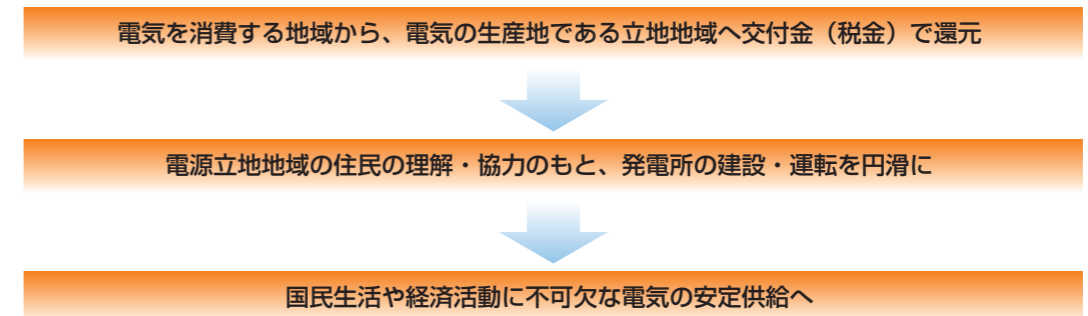 電気を消費する地域から、電気の生産地である立地地域へ交付金（税金）で還元
電源立地地域の住民の理解・協力のもと、発電所の建設・運転を円滑に
国民生活や経済活動に不可欠な電気の安定供給へ